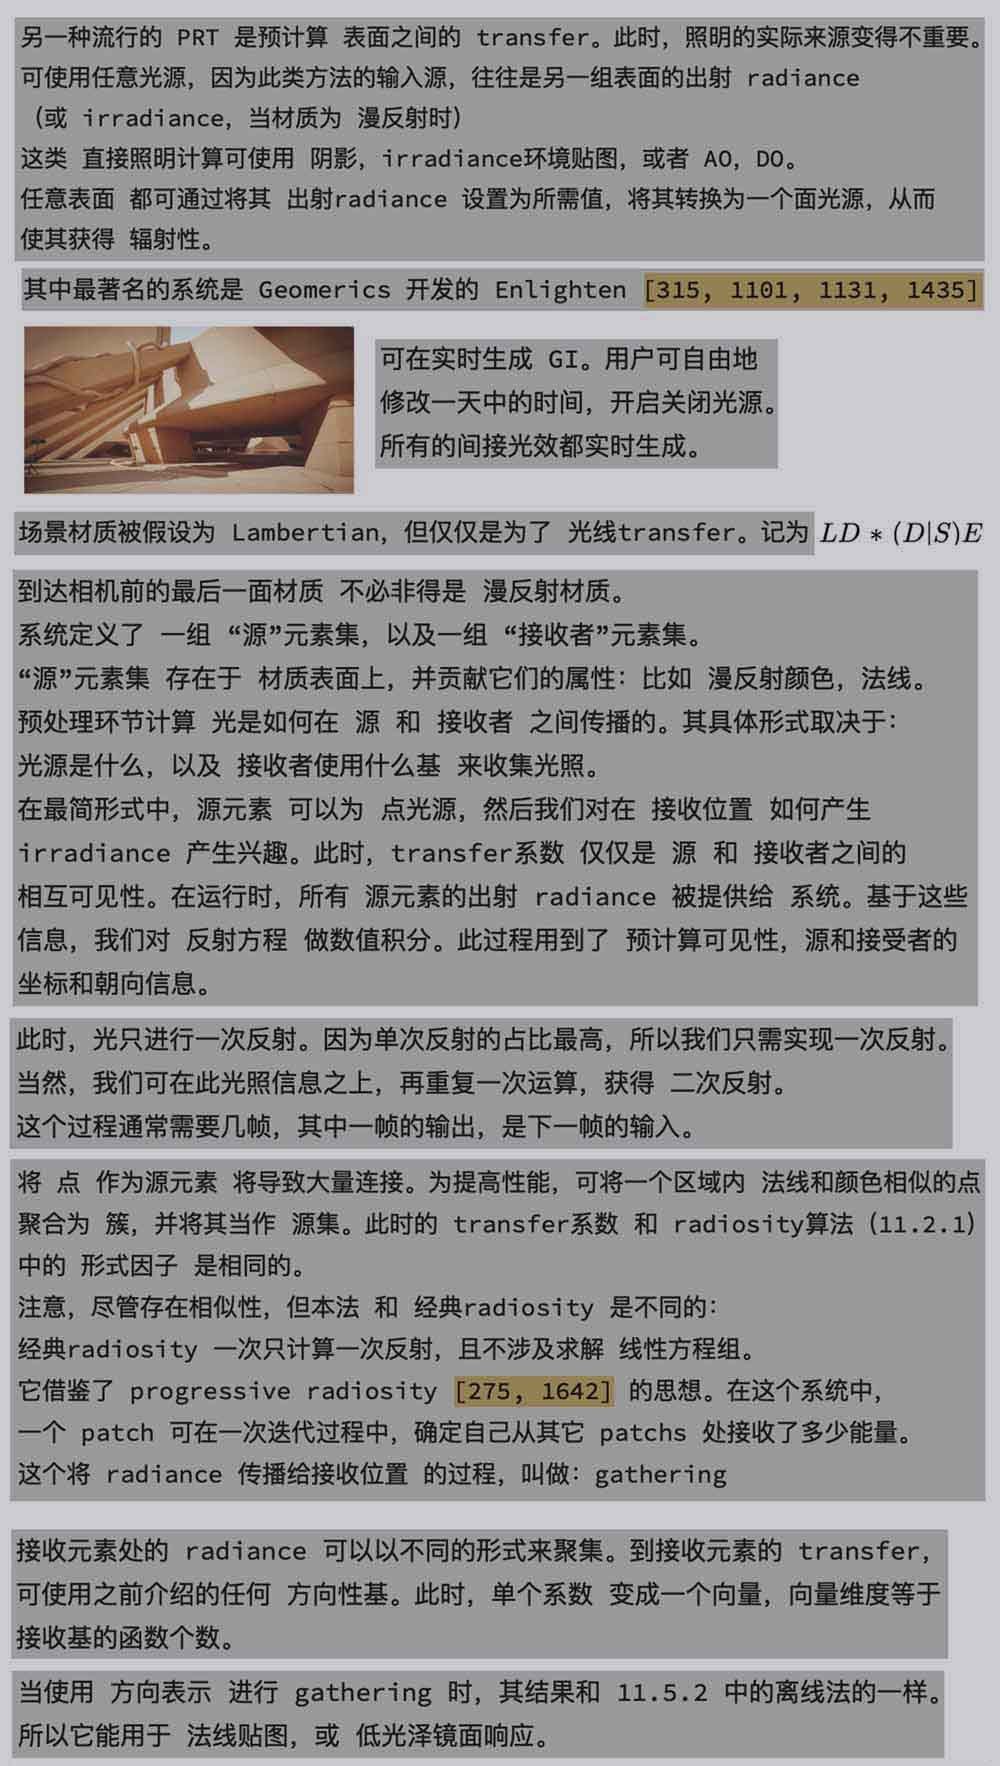 另一种流行的 PRT 是预计算 表面之间的 transfer。此时，照明的实际来源变得不重要。
可使用任意光源，因为此类方法的输入源，往往是另一组表面的出射 radiance
（或 irradiance，当材质为 漫反射时）
这类 直接照明计算可使用 阴影，irradiance环境贴图，或者 AO，DO。
任意表面 都可通过将其 出射radiance 设置为所需值，将其转换为一个面光源，从而
使其获得 辐射性。
其中最著名的系统是 Geomerics 开发的 Enlighten [315, 1101, 1131, 1435]
可在实时生成 GI。用户可自由地
修改一天中的时间，开启关闭光源。
所有的间接光效都实时生成。
场景材质被假设为 Lambertian，但仅仅是为了 光线transfer。记为 LD * (D|S)E
到达相机前的最后一面材质 不必非得是 漫反射材质。
系统定义了 一组 “源”元素集，以及一组 “接收者”元素集。
“源”元素集 存在于 材质表面上，并贡献它们的属性：比如 漫反射颜色，法线。
预处理环节计算 光是如何在 源 和 接收者 之间传播的。其具体形式取决于：
光源是什么，以及 接收者使用什么基 来收集光照。
在最简形式中，源元素 可以为 点光源，然后我们对在 接收位置 如何产生
irradiance 产生兴趣。此时，transfer系数 仅仅是 源 和 接收者之间的
相互可见性。在运行时，所有 源元素的出射 radiance 被提供给 系统。基于这些
信息，我们对 反射方程 做数值积分。此过程用到了 预计算可见性，源和接受者的
坐标和朝向信息。
此时，光只进行一次反射。因为单次反射的占比最高，所以我们只需实现一次反射。
当然，我们可在此光照信息之上，再重复一次运算，获得 二次反射。
这个过程通常需要几帧，其中一帧的输出，是下一帧的输入。
将 点 作为源元素 将导致大量连接。为提高性能，可将一个区域内 法线和颜色相似的点
聚合为 簇，并将其当作 源集。此时的 transfer系数 和 radiosity算法（11.2.1）
中的 形式因子 是相同的。
注意，尽管存在相似性，但本法 和 经典radiosity 是不同的：
经典radiosity 一次只计算一次反射，且不涉及求解 线性方程组。
它借鉴了 progressive radiosity [275, 1642] 的思想。在这个系统中，
一个 patch 可在一次迭代过程中，确定自己从其它 patchs 处接收了多少能量。
这个将 radiance 传播给接收位置 的过程，叫做：gathering
接收元素处的 radiance 可以以不同的形式来聚集。到接收元素的 transfer，
可使用之前介绍的任何 方向性基。此时，单个系数 变成一个向量，向量维度等于
接收基的函数个数。
当使用 方向表示 进行 gathering 时，其结果和 11.5.2 中的离线法的一样。
所以它能用于 法线贴图，或 低光泽镜面响应。